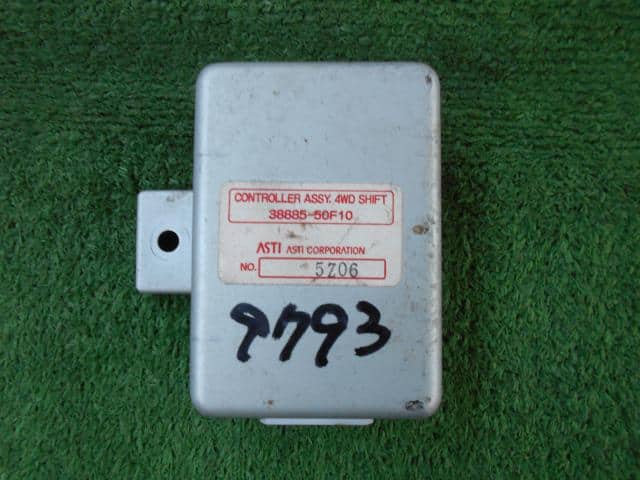 CONTROLLER ASSY. 4WD SHIFT
38885-50F10
ASTI ASTI CORPORATION
NO. 5Z06
9793